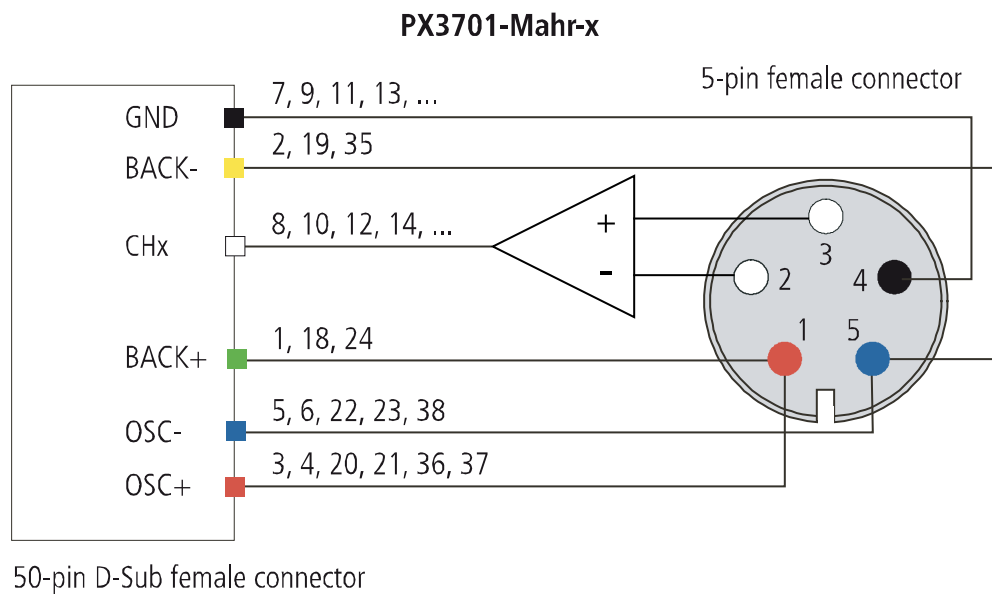 PX3701-Mahr-x
5-pin female connector
GND
7, 9, 11, 13, ...
BACK-
2, 19, 35
CHx
8, 10, 12, 14, ...
+
-
3
2
4
1
5
BACK+
1, 18, 24
OSC-
5, 6, 22, 23, 38
OSC+
3, 4, 20, 21, 36, 37
50-pin D-Sub female connector